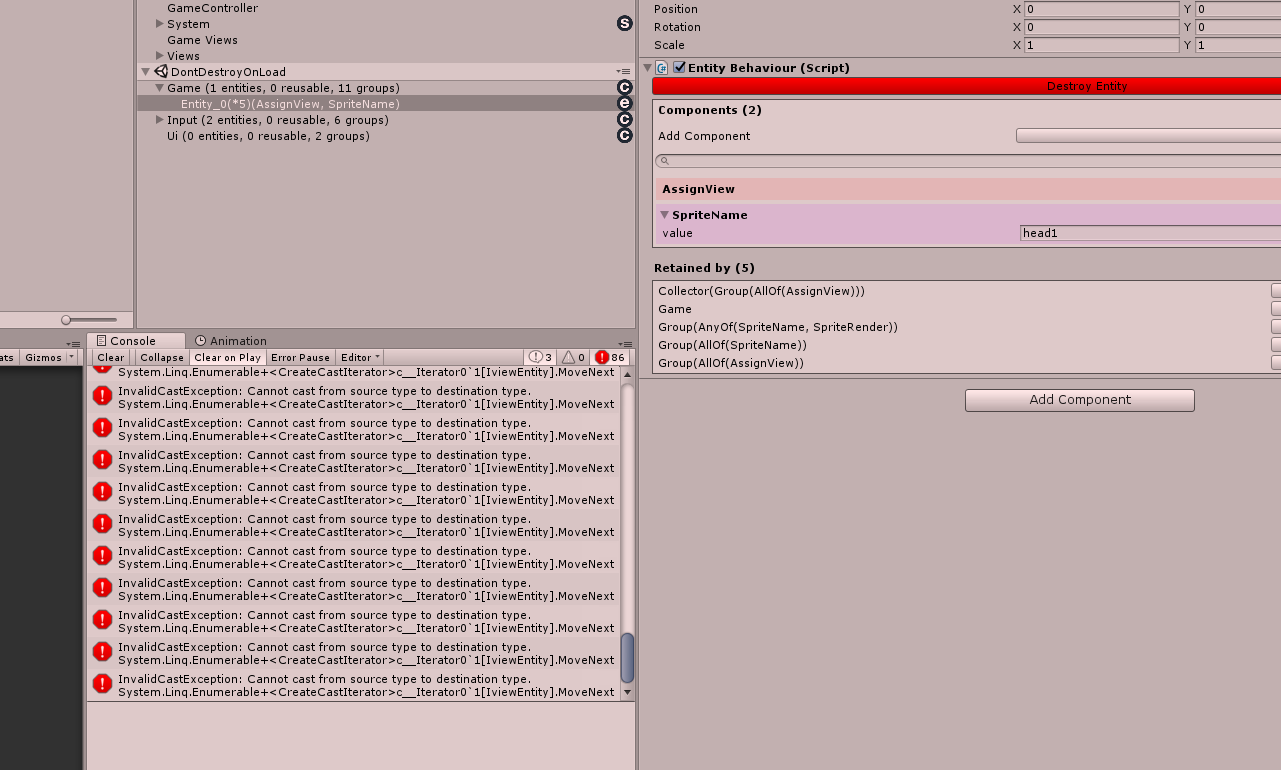 GameController
System
S
Game Views
Views
DontDestroyOnLoad
Game (1 entities, 0 reusable, 11 groups)
C
Entity_0(*5)(AssignView, SpriteName)
e
Input (2 entities, 0 reusable, 6 groups)
C
Ui (0 entities, 0 reusable, 2 groups)
C
Position X 0 Y 0
Rotation X 0 Y 0
Scale X 1 Y 1
Entity Behaviour (Script)
Destroy Entity
Components (2)
Add Component
AssignView
SpriteName
value head1
Retained by (5)
Collector(Group(AllOf(AssignView)))
Game
Group(AnyOf(SpriteName, SpriteRender))
Group(AllOf(SpriteName))
Group(AllOf(AssignView))
Add Component
ats Gizmos
Console Animation
Clear Collapse Clear on Play Error Pause Editor 3 0 86
System.Linq.Enumerable+<CreateCastIterator>c__Iterator0`1[IviewEntity].MoveNext
InvalidCastException: Cannot cast from source type to destination type.
System.Linq.Enumerable+<CreateCastIterator>c__Iterator0`1[IviewEntity].MoveNext
InvalidCastException: Cannot cast from source type to destination type.
System.Linq.Enumerable+<CreateCastIterator>c__Iterator0`1[IviewEntity].MoveNext
InvalidCastException: Cannot cast from source type to destination type.
System.Linq.Enumerable+<CreateCastIterator>c__Iterator0`1[IviewEntity].MoveNext
InvalidCastException: Cannot cast from source type to destination type.
System.Linq.Enumerable+<CreateCastIterator>c__Iterator0`1[IviewEntity].MoveNext
InvalidCastException: Cannot cast from source type to destination type.
System.Linq.Enumerable+<CreateCastIterator>c__Iterator0`1[IviewEntity].MoveNext
InvalidCastException: Cannot cast from source type to destination type.
System.Linq.Enumerable+<CreateCastIterator>c__Iterator0`1[IviewEntity].MoveNext
InvalidCastException: Cannot cast from source type to destination type.
System.Linq.Enumerable+<CreateCastIterator>c__Iterator0`1[IviewEntity].MoveNext
InvalidCastException: Cannot cast from source type to destination type.
System.Linq.Enumerable+<CreateCastIterator>c__Iterator0`1[IviewEntity].MoveNext
InvalidCastException: Cannot cast from source type to destination type.
System.Linq.Enumerable+<CreateCastIterator>c__Iterator0`1[IviewEntity].MoveNext
InvalidCastException: Cannot cast from source type to destination type.
System.Linq.Enumerable+<CreateCastIterator>c__Iterator0`1[IviewEntity].MoveNext